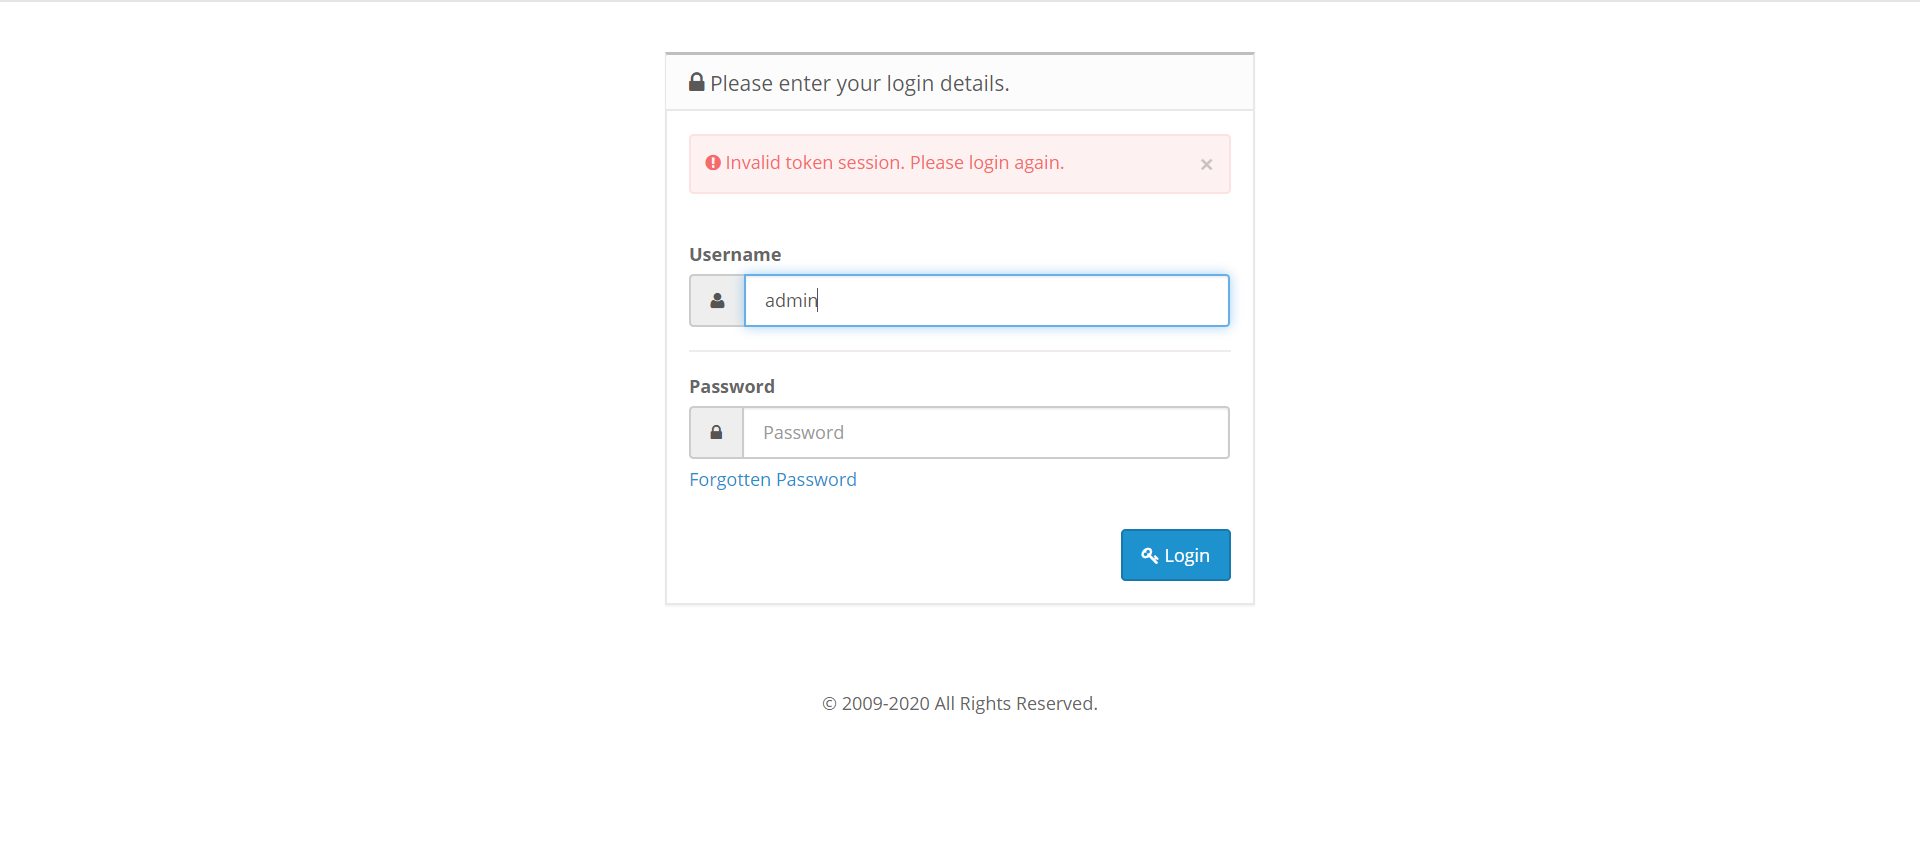 Please enter your login details.
Invalid token session. Please login again.
×
Username
admin
Password
Password
Forgotten Password
Login
© 2009-2020 All Rights Reserved.